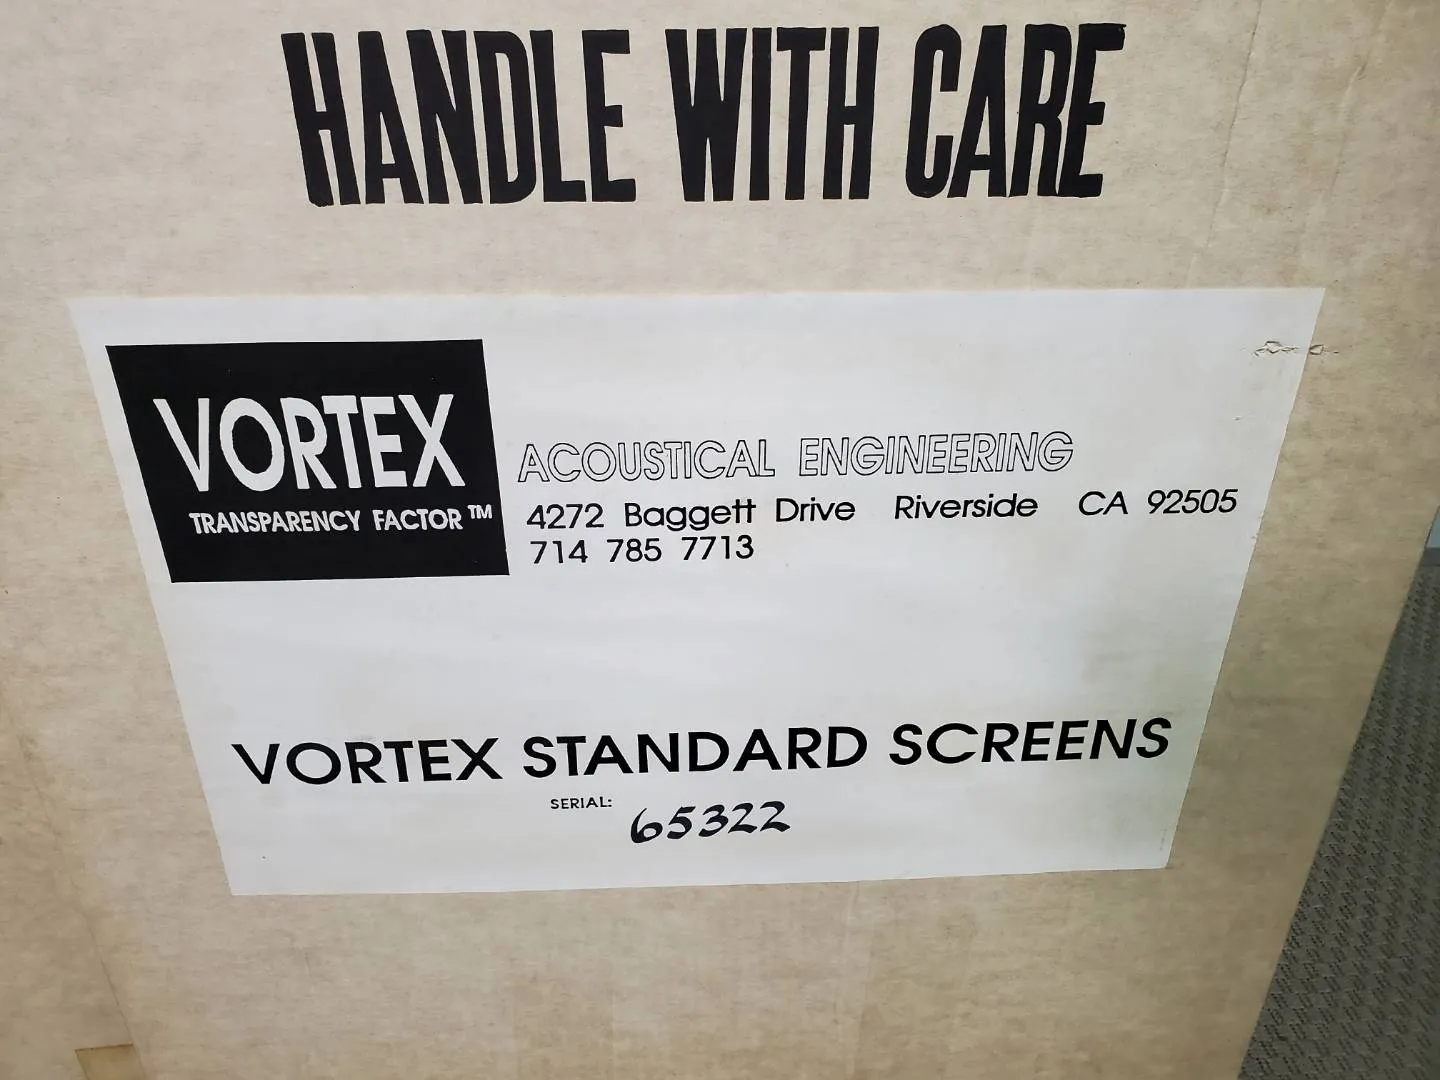 HANDLE WITH CARE
VORTEX
TRANSPARENCY FACTOR™
ACOUSTICAL ENGINEERING
4272 Baggett Drive Riverside CA 92505
714 785 7713
VORTEX STANDARD SCREENS
SERIAL: 65322